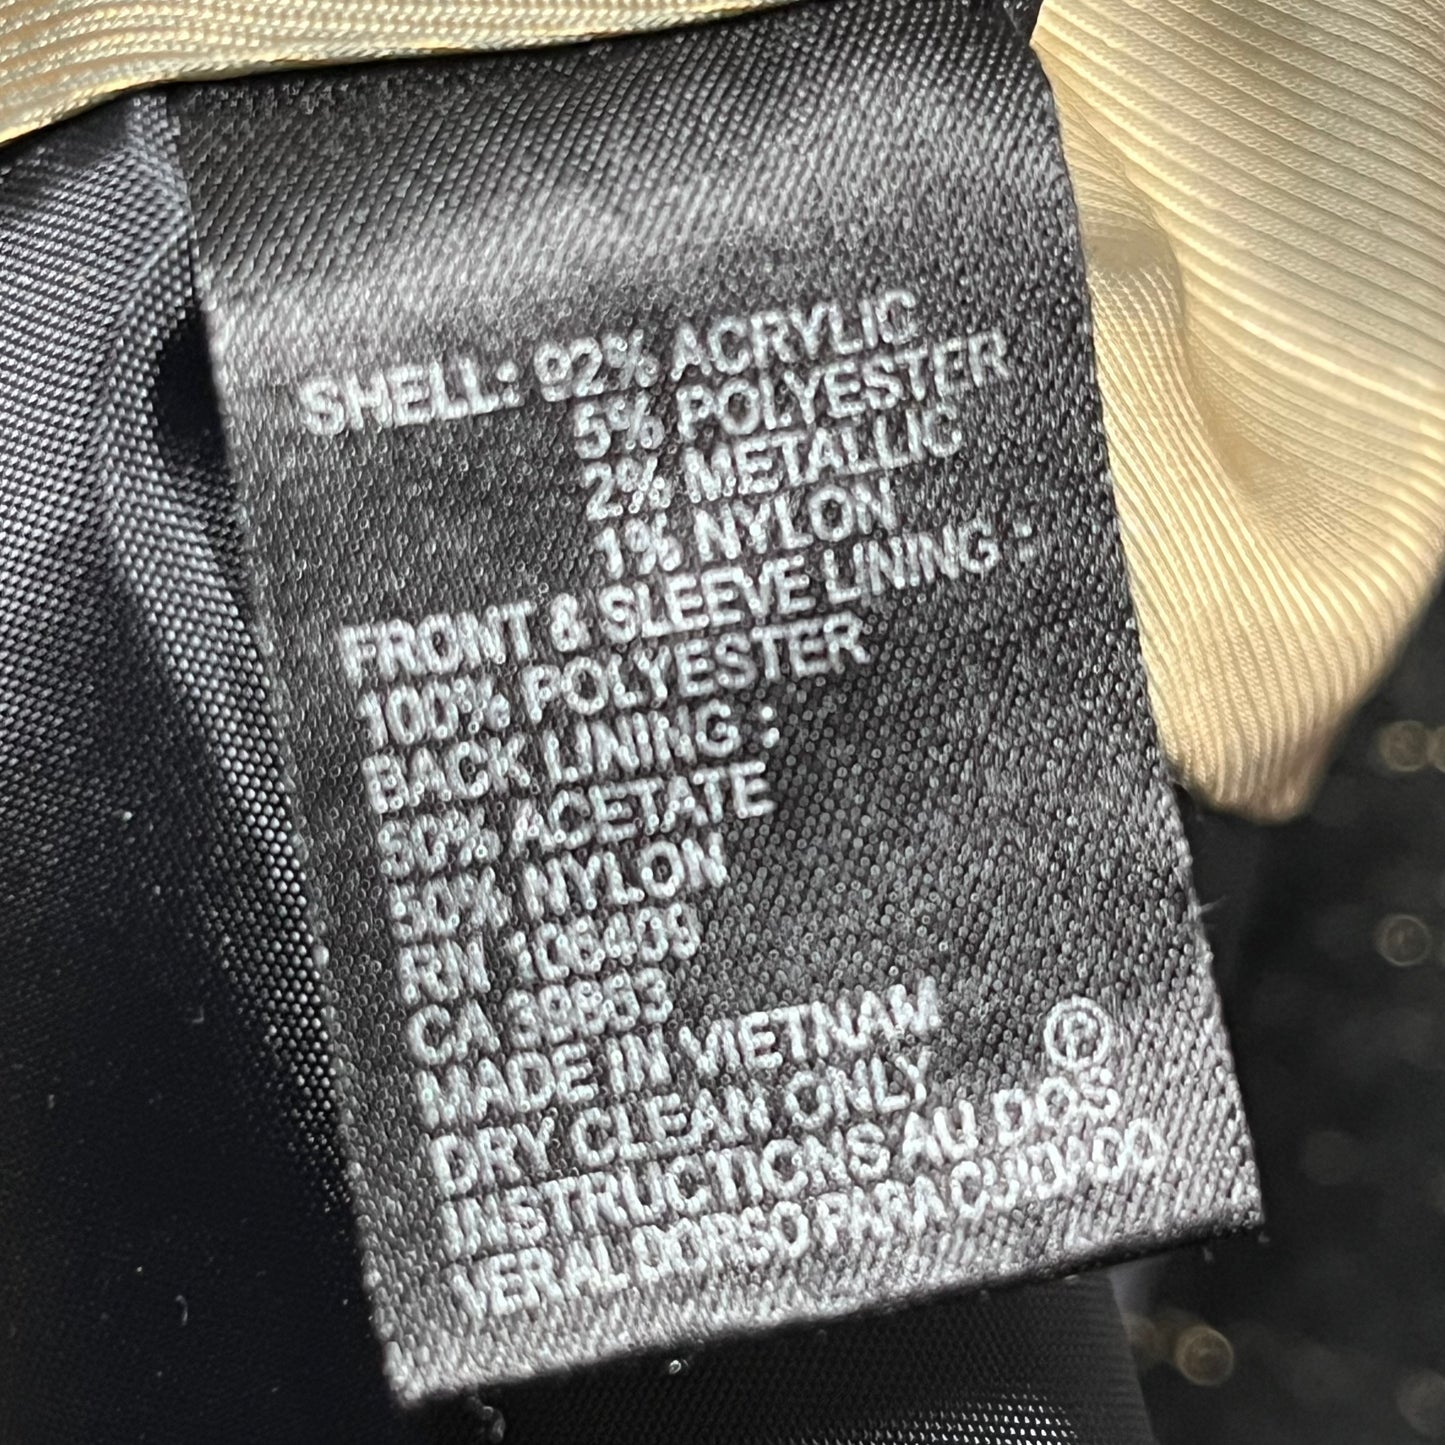 SHELL: 92% ACRYLIC
5% POLYESTER
2% METALLIC
1% NYLON
FRONT & SLEEVE LINING :
100% POLYESTER
BACK LINING :
50% ACETATE
50% NYLON
RN 106409
CA
MADE IN VIETNAM
DRY CLEAN ONLY Ⓟ
INSTRUCTIONS AU DOS
VER AL DORSO PARA CUIDADO